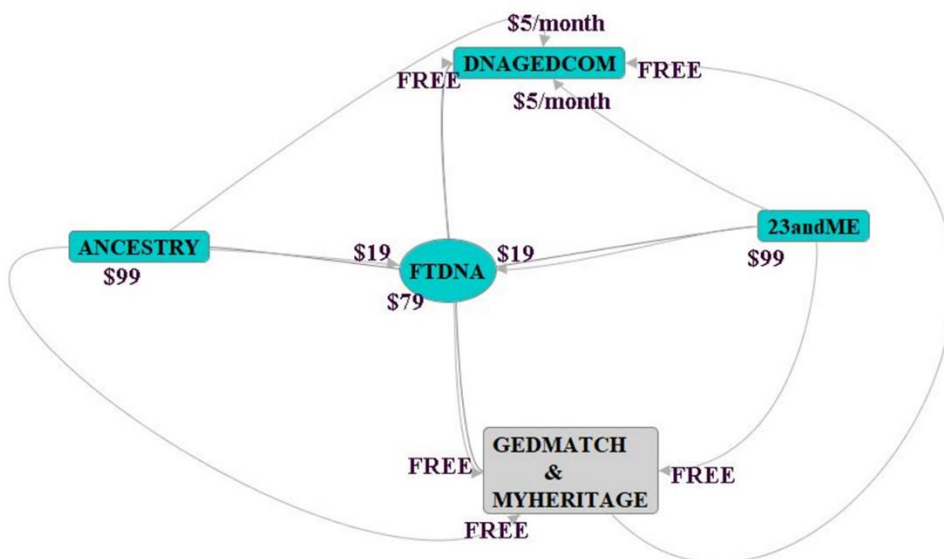 $5/month
DNAGEDCOM
FREE
FREE
$5/month
ANCESTRY
$99
$19
FTDNA
$79
$19
23andME
$99
GEDMATCH
&
MYHERITAGE
FREE
FREE
FREE